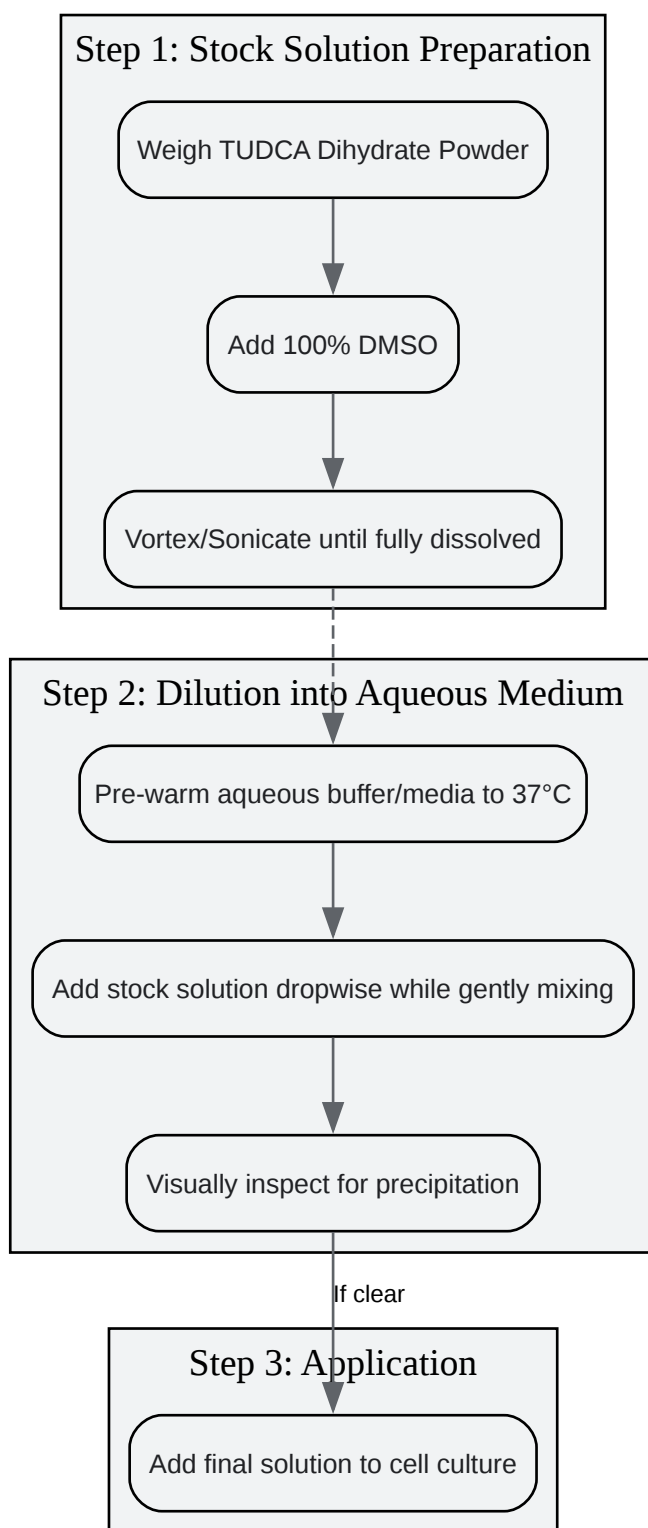 Step 1: Stock Solution Preparation
Weigh TUDCA Dihydrate Powder
Add 100% DMSO
Vortex/Sonicate until fully dissolved
Step 2: Dilution into Aqueous Medium
Pre-warm aqueous buffer/media to 37°C
Add stock solution dropwise while gently mixing
Visually inspect for precipitation
If clear
Step 3: Application
Add final solution to cell culture